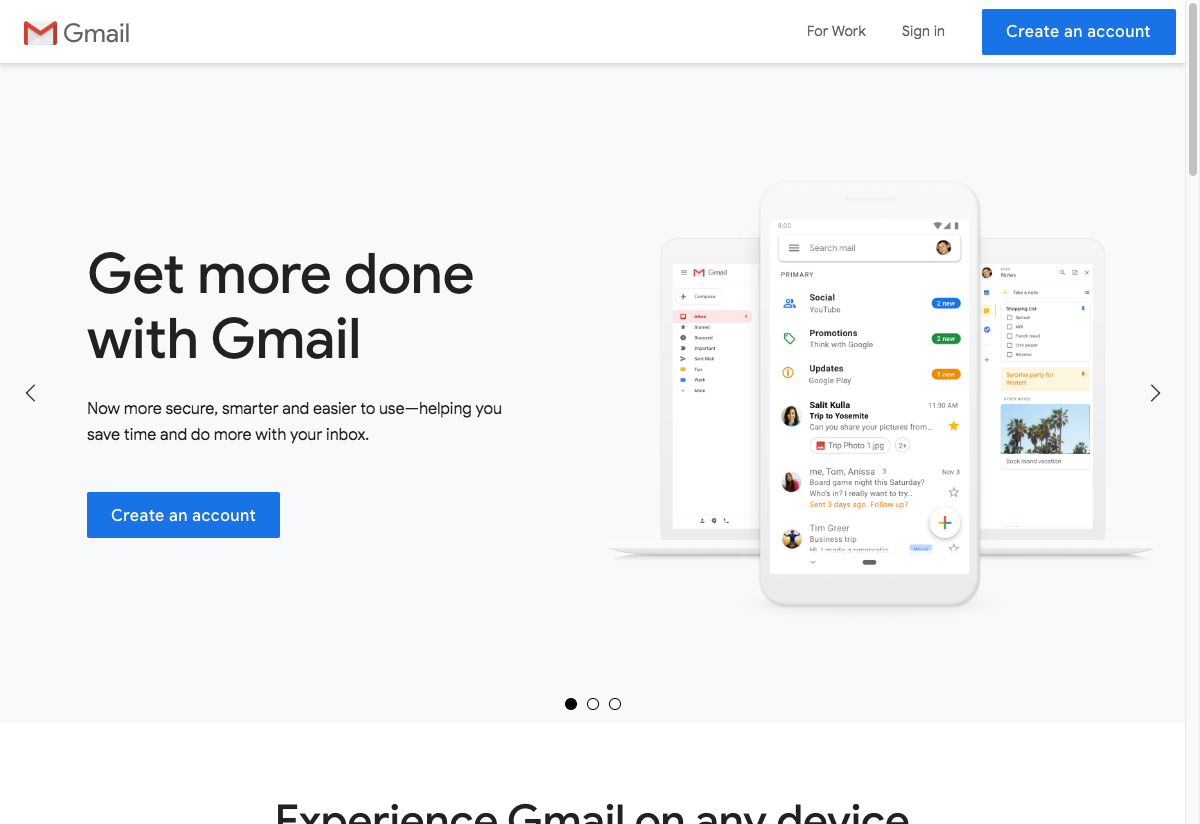 Gmail
For Work
Sign in
Create an account
Get more done
with Gmail
Now more secure, smarter and easier to use—helping you
save time and do more with your inbox.
Create an account
Gmail
Compose
Inbox
Starred
Snoozed
Important
Sent Mail
Fun
Work
More
9:00
Search mail
PRIMARY
Social
YouTube
2 new
Promotions
Think with Google
2 new
Updates
Google Play
1 new
Salit Kulla
11:30 AM
Trip to Yosemite
Can you share your pictures from...
Trip Photo 1.jpg
2+
me, Tom, Anissa 3
Nov 3
Board game night this Saturday?
Who's in? I really want to try...
Sent 3 days ago. Follow up?
Tim Greer
Business trip
Hi, I made a reservatio
Work
Notes
Take a note
Shopping List
Spinach
Milk
French bread
Chili pepper
Bananas
Surprise party for
Kristen!
OTHER NOTES
Book island vacation
Experience Gmail on any device